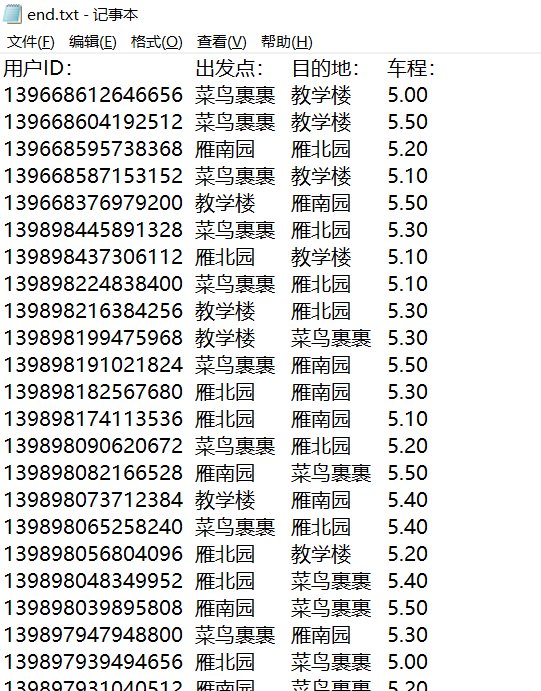 end.txt - 记事本
文件(F) 编辑(E) 格式(O) 查看(V) 帮助(H)
用户ID: 出发点: 目的地: 车程:
139668612646656 菜鸟裹裹 教学楼 5.00
139668604192512 菜鸟裹裹 教学楼 5.50
139668595738368 雁南园 雁北园 5.20
139668587153152 菜鸟裹裹 教学楼 5.10
139668376979200 教学楼 雁南园 5.50
139898445891328 菜鸟裹裹 雁北园 5.30
139898437306112 雁北园 教学楼 5.10
139898224838400 菜鸟裹裹 雁北园 5.10
139898216384256 教学楼 雁北园 5.30
139898199475968 教学楼 菜鸟裹裹 5.30
139898191021824 菜鸟裹裹 雁南园 5.50
139898182567680 雁北园 雁南园 5.30
139898174113536 雁北园 雁南园 5.10
139898090620672 菜鸟裹裹 雁北园 5.20
139898082166528 雁南园 菜鸟裹裹 5.50
139898073712384 教学楼 雁南园 5.40
139898065258240 菜鸟裹裹 雁北园 5.40
139898056804096 雁北园 教学楼 5.20
139898048349952 雁北园 菜鸟裹裹 5.40
139898039895808 雁南园 菜鸟裹裹 5.50
139897947948800 菜鸟裹裹 雁南园 5.30
139897939494656 雁北园 菜鸟裹裹 5.00
139897931040512 雁南园 菜鸟裹裹 5.20